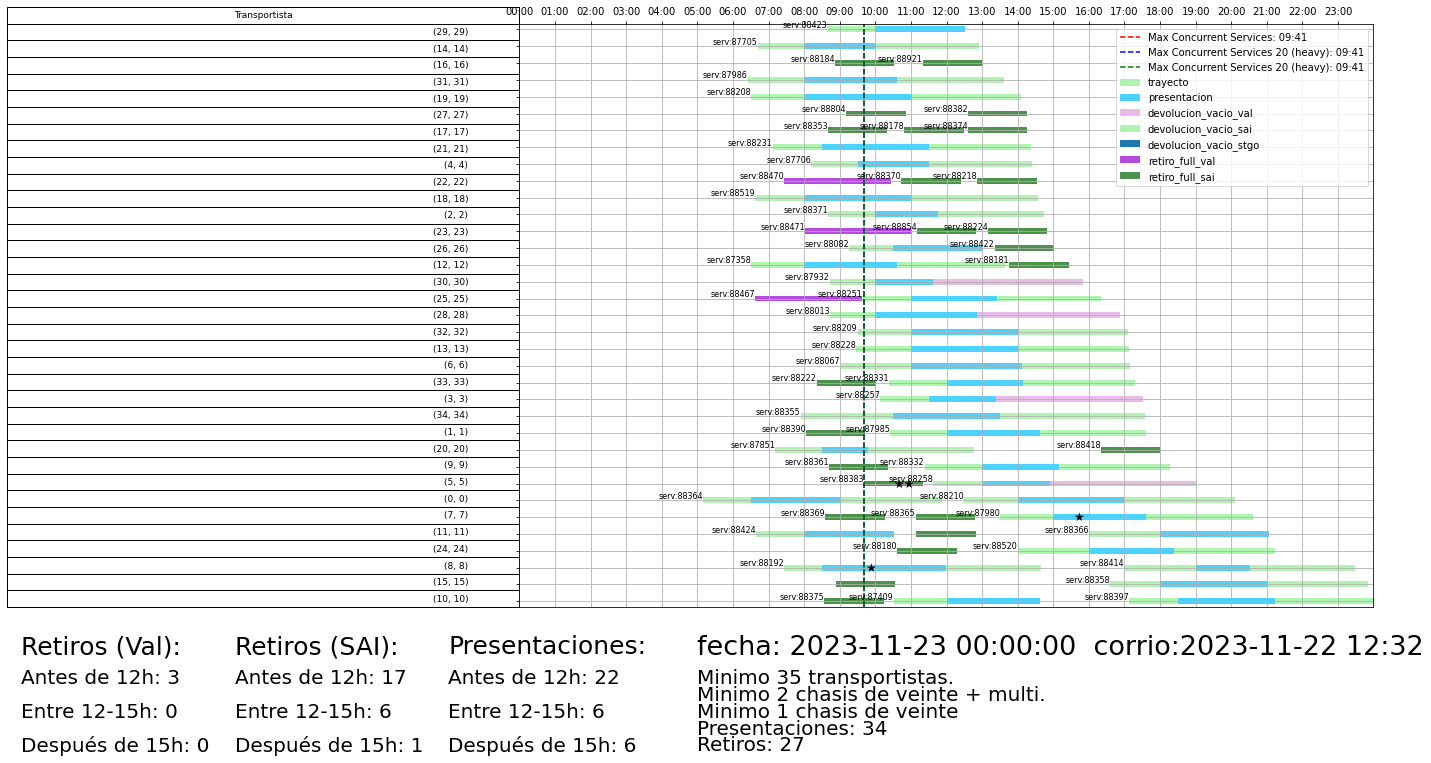 Transportista
00:00 01:00 02:00 03:00 04:00 05:00 06:00 07:00 08:00 09:00 10:00 11:00 12:00 13:00 14:00 15:00 16:00 17:00 18:00 19:00 20:00 21:00 22:00 23:00
(29, 29) serv:88423
(14, 14) serv:87705
(16, 16) serv:88184 serv:88921
(31, 31) serv:87986
(19, 19) serv:88208
(27, 27) serv:88804 serv:88382
(17, 17) serv:88353 serv:88178 serv:88374
(21, 21) serv:88231
(4, 4) serv:87706
(22, 22) serv:88470 serv:88370 serv:88218
(18, 18) serv:88519
(2, 2) serv:88371
(23, 23) serv:88471 serv:88854 serv:88224
(26, 26) serv:88082 serv:88422
(12, 12) serv:87358 serv:88181
(30, 30) serv:87932
(25, 25) serv:88467 serv:88251
(28, 28) serv:88013
(32, 32) serv:88209
(13, 13) serv:88228
(6, 6) serv:88067
(33, 33) serv:88222 serv:88331
(3, 3) serv:88257
(34, 34) serv:88355
(1, 1) serv:88390 serv:87985
(20, 20) serv:87851 serv:88418
(9, 9) serv:88361 serv:88332
(5, 5) serv:88383 serv:88258
(0, 0) serv:88364 serv:88210
(7, 7) serv:88369 serv:88365 serv:87980
(11, 11) serv:88424 serv:88366
(24, 24) serv:88180 serv:88520
(8, 8) serv:88192 serv:88414
(15, 15) serv:88358
(10, 10) serv:88375 serv:87409 serv:88397
Max Concurrent Services: 09:41
Max Concurrent Services 20 (heavy): 09:41
Max Concurrent Services 20 (heavy): 09:41
trayecto
presentacion
devolucion_vacio_val
devolucion_vacio_sai
devolucion_vacio_stgo
retiro_full_val
retiro_full_sai
Retiros (Val):
Antes de 12h: 3
Entre 12-15h: 0
Después de 15h: 0
Retiros (SAI):
Antes de 12h: 17
Entre 12-15h: 6
Después de 15h: 1
Presentaciones:
Antes de 12h: 22
Entre 12-15h: 6
Después de 15h: 6
fecha: 2023-11-23 00:00:00 corrio:2023-11-22 12:32
Minimo 35 transportistas.
Minimo 2 chasis de veinte + multi.
Minimo 1 chasis de veinte
Presentaciones: 34
Retiros: 27